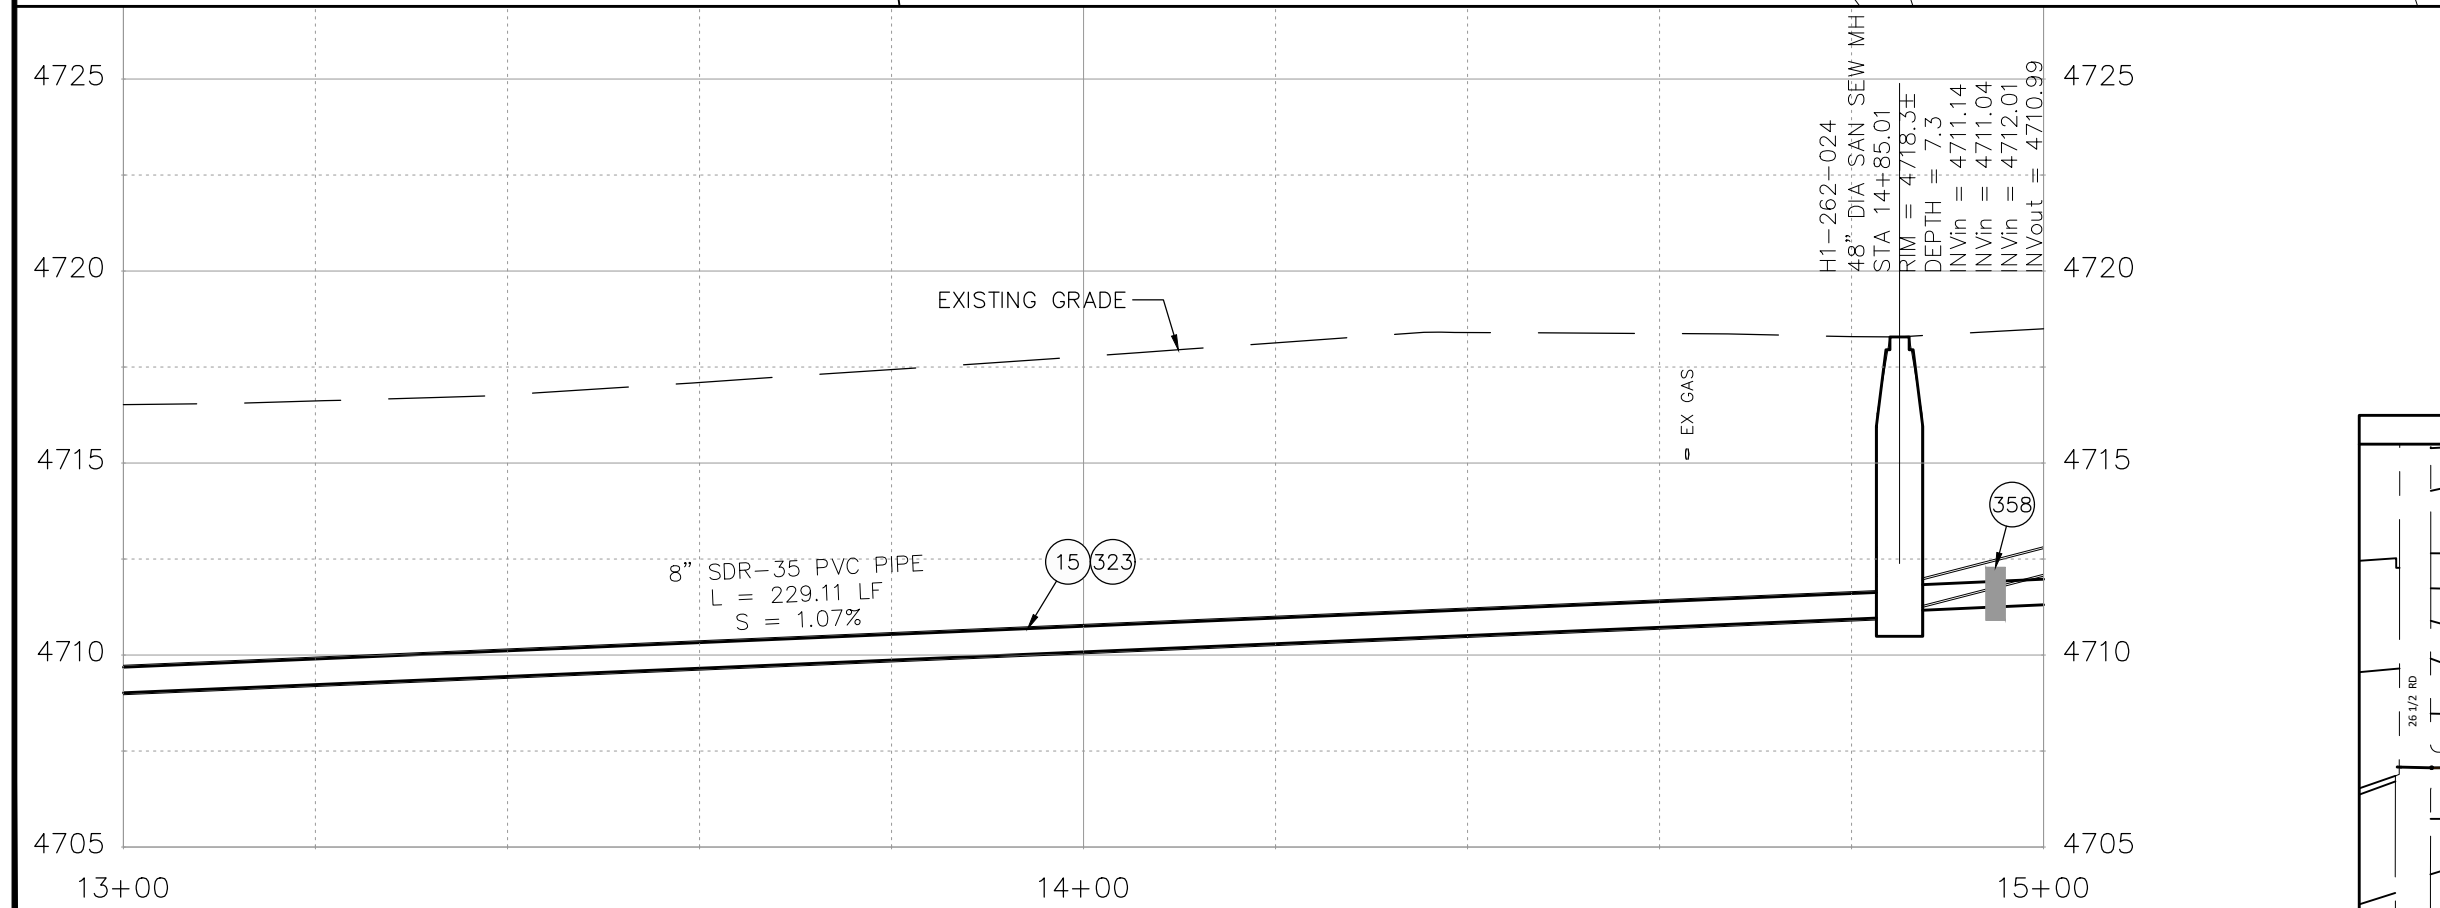 4725
4720
4715
4710
4705
H1-262-024
48" DIA SAN SEW MH
STA 14+85.01
RIM = 4718.3±
DEPTH = 7.3
INVin = 4711.14
INVin = 4711.04
INVin = 4712.01
INVout = 4710.99
EXISTING GRADE
EX GAS
358
8" SDR-35 PVC PIPE
L = 229.11 LF
S = 1.07%
15 323
4725
4720
4715
4710
4705
13+00 14+00 15+00
26 1/2 RD